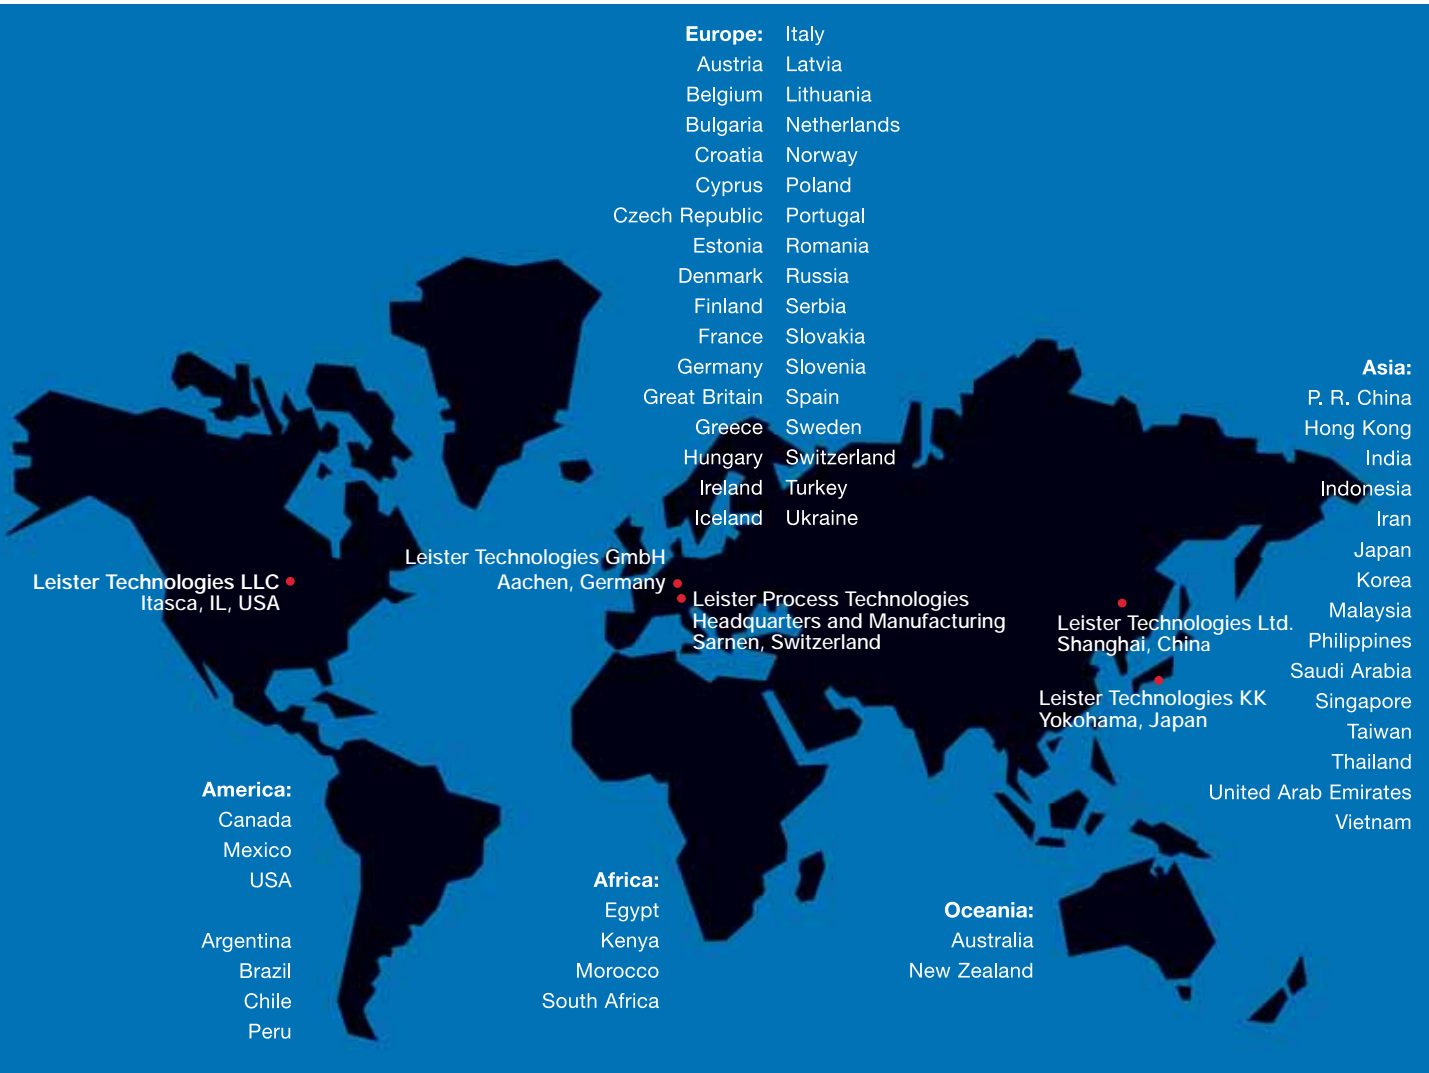 Europe:
Austria
Belgium
Bulgaria
Croatia
Cyprus
Czech Republic
Estonia
Denmark
Finland
France
Germany
Great Britain
Greece
Hungary
Ireland
Iceland
Italy
Latvia
Lithuania
Netherlands
Norway
Poland
Portugal
Romania
Russia
Serbia
Slovakia
Slovenia
Spain
Sweden
Switzerland
Turkey
Ukraine
Asia:
P. R. China
Hong Kong
India
Indonesia
Iran
Japan
Korea
Malaysia
Philippines
Saudi Arabia
Singapore
Taiwan
Thailand
United Arab Emirates
Vietnam
Leister Technologies LLC
Itasca, IL, USA
Leister Technologies GmbH
Aachen, Germany
Leister Process Technologies
Headquarters and Manufacturing
Sarnen, Switzerland
Leister Technologies Ltd.
Shanghai, China
Leister Technologies KK
Yokohama, Japan
America:
Canada
Mexico
USA
Argentina
Brazil
Chile
Peru
Africa:
Egypt
Kenya
Morocco
South Africa
Oceania:
Australia
New Zealand